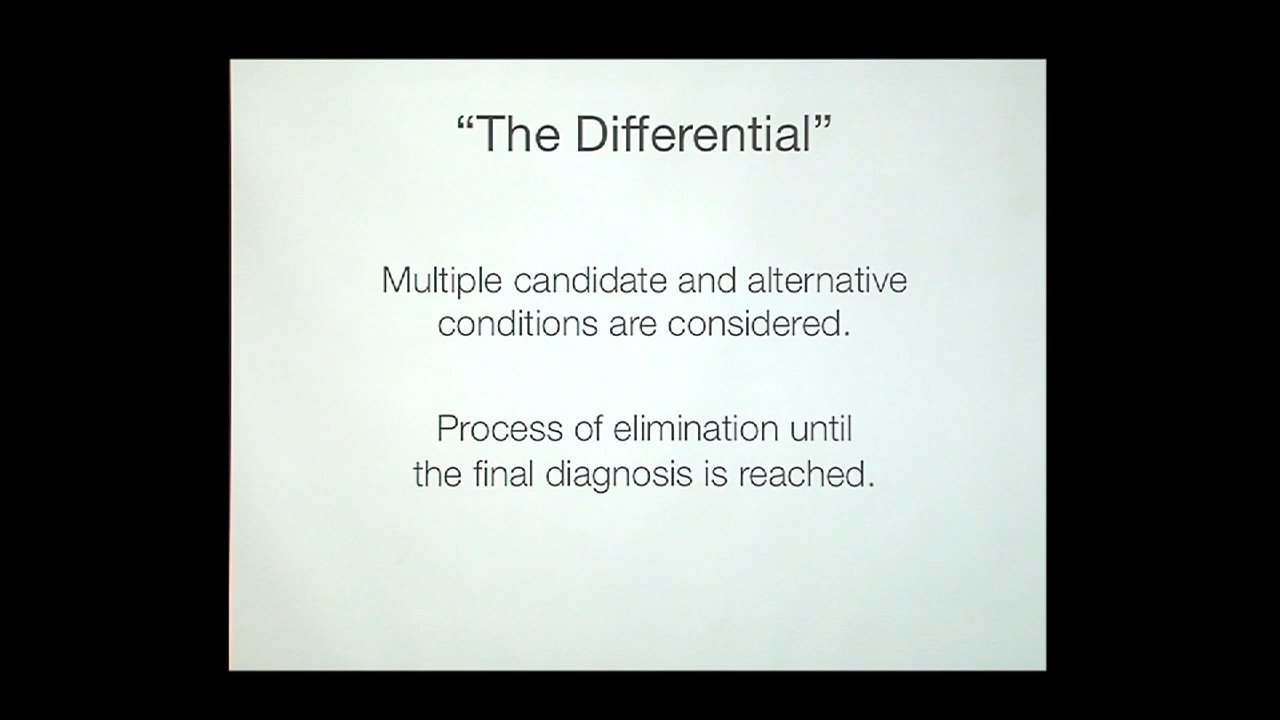 “The Differential”
Multiple candidate and alternative
conditions are considered.
Process of elimination until
the final diagnosis is reached.